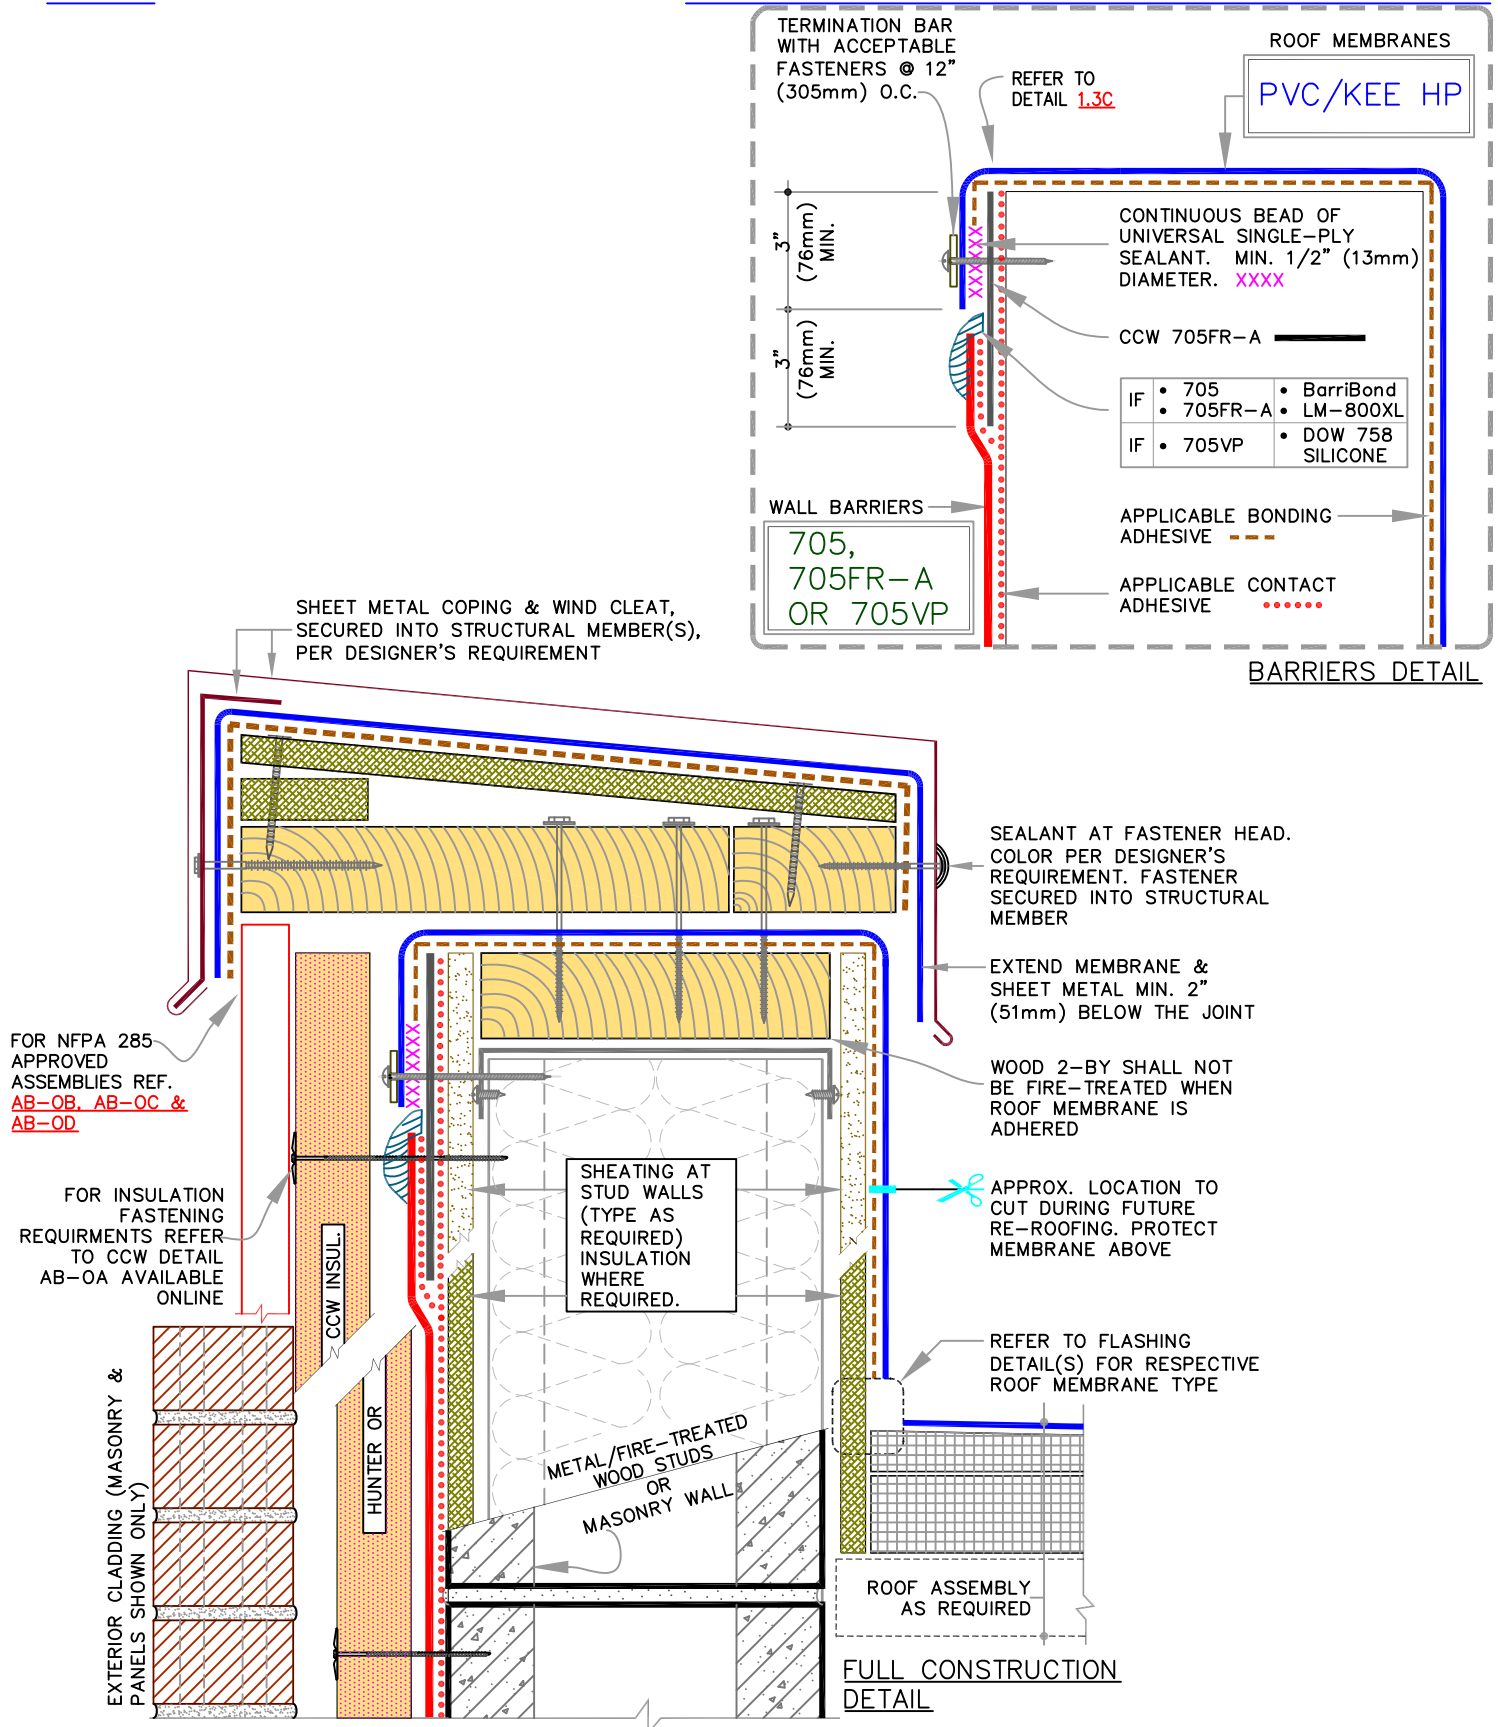 TERMINATION BAR
WITH ACCEPTABLE
FASTENERS @ 12"
(305mm) O.C.
REFER TO
DETAIL 1.3C
ROOF MEMBRANES
PVC/KEE HP
3"
(76mm)
MIN.
3"
(76mm)
MIN.
CONTINUOUS BEAD OF
UNIVERSAL SINGLE-PLY
SEALANT. MIN. 1/2" (13mm)
DIAMETER. XXXX
CCW 705FR-A
IF • 705 • BarriBond
• 705FR-A • LM-800XL
IF • 705VP • DOW 758
SILICONE
WALL BARRIERS
705,
705FR-A
OR 705VP
APPLICABLE BONDING
ADHESIVE
APPLICABLE CONTACT
ADHESIVE
BARRIERS DETAIL
SHEET METAL COPING & WIND CLEAT,
SECURED INTO STRUCTURAL MEMBER(S),
PER DESIGNER'S REQUIREMENT
SEALANT AT FASTENER HEAD.
COLOR PER DESIGNER'S
REQUIREMENT. FASTENER
SECURED INTO STRUCTURAL
MEMBER
EXTEND MEMBRANE &
SHEET METAL MIN. 2"
(51mm) BELOW THE JOINT
FOR NFPA 285
APPROVED
ASSEMBLIES REF.
AB-OB, AB-OC &
AB-OD
WOOD 2-BY SHALL NOT
BE FIRE-TREATED WHEN
ROOF MEMBRANE IS
ADHERED
FOR INSULATION
FASTENING
REQUIRMENTS REFER
TO CCW DETAIL
AB-OA AVAILABLE
ONLINE
SHEATING AT
STUD WALLS
(TYPE AS
REQUIRED)
INSULATION
WHERE
REQUIRED.
APPROX. LOCATION TO
CUT DURING FUTURE
RE-ROOFING. PROTECT
MEMBRANE ABOVE
CCW INSUL.
HUNTER OR
REFER TO FLASHING
DETAIL(S) FOR RESPECTIVE
ROOF MEMBRANE TYPE
METAL/FIRE-TREATED
WOOD STUDS
OR
MASONRY WALL
EXTERIOR CLADDING (MASONRY &
PANELS SHOWN ONLY)
ROOF ASSEMBLY
AS REQUIRED
FULL CONSTRUCTION
DETAIL